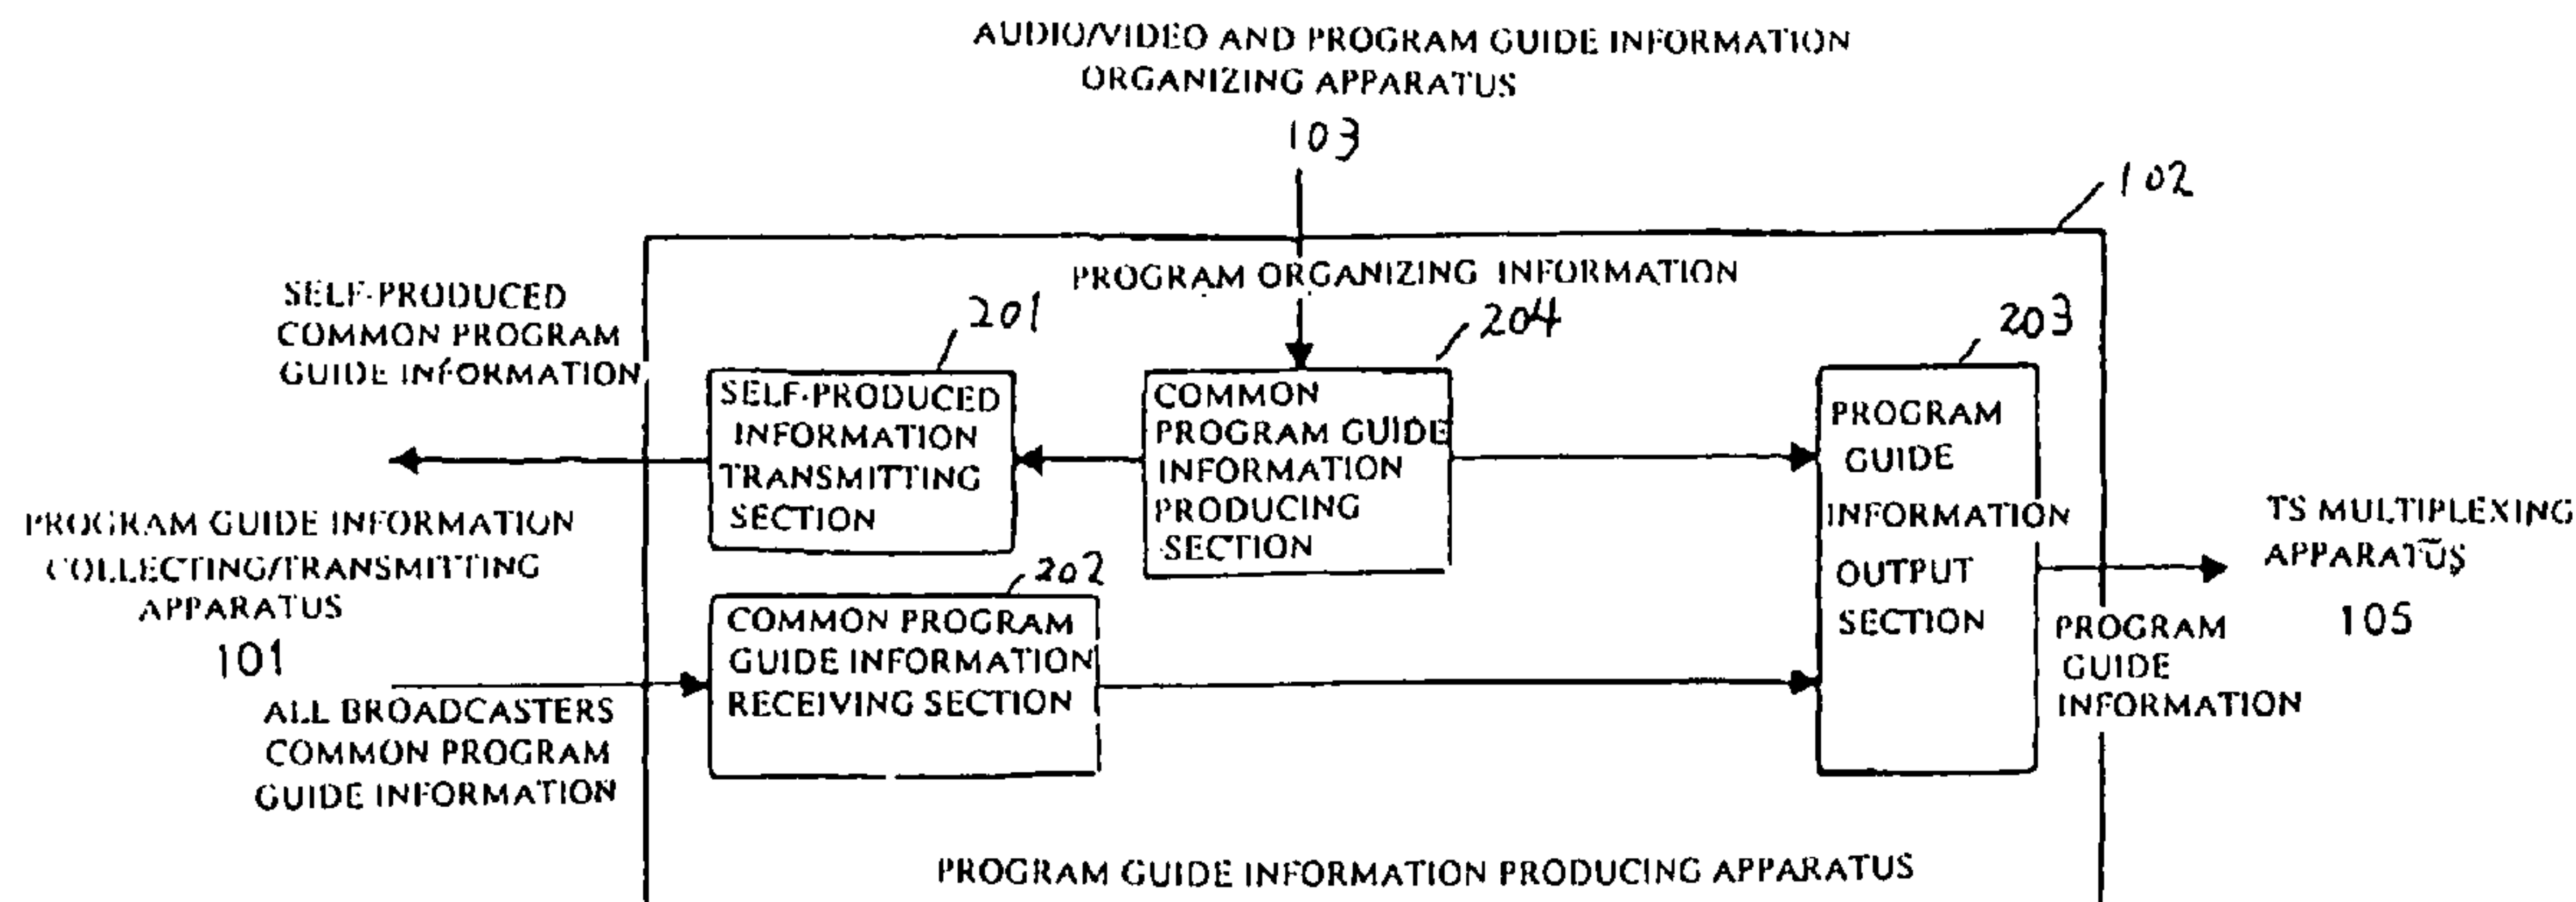 AUDIO/VIDEO AND PROGRAM GUIDE INFORMATION
ORGANIZING APPARATUS
103
102
PROGRAM ORGANIZING INFORMATION
SELF-PRODUCED
COMMON PROGRAM
GUIDE INFORMATION
201
204
203
SELF-PRODUCED
INFORMATION
TRANSMITTING
SECTION
COMMON
PROGRAM GUIDE
INFORMATION
PRODUCING
SECTION
PROGRAM
GUIDE
INFORMATION
OUTPUT
SECTION
PROGRAM GUIDE INFORMATION
COLLECTING/TRANSMITTING
APPARATUS
101
TS MULTIPLEXING
APPARATUS
105
202
COMMON PROGRAM
GUIDE INFORMATION
RECEIVING SECTION
PROGRAM
GUIDE
INFORMATION
ALL BROADCASTERS
COMMON PROGRAM
GUIDE INFORMATION
PROGRAM GUIDE INFORMATION PRODUCING APPARATUS